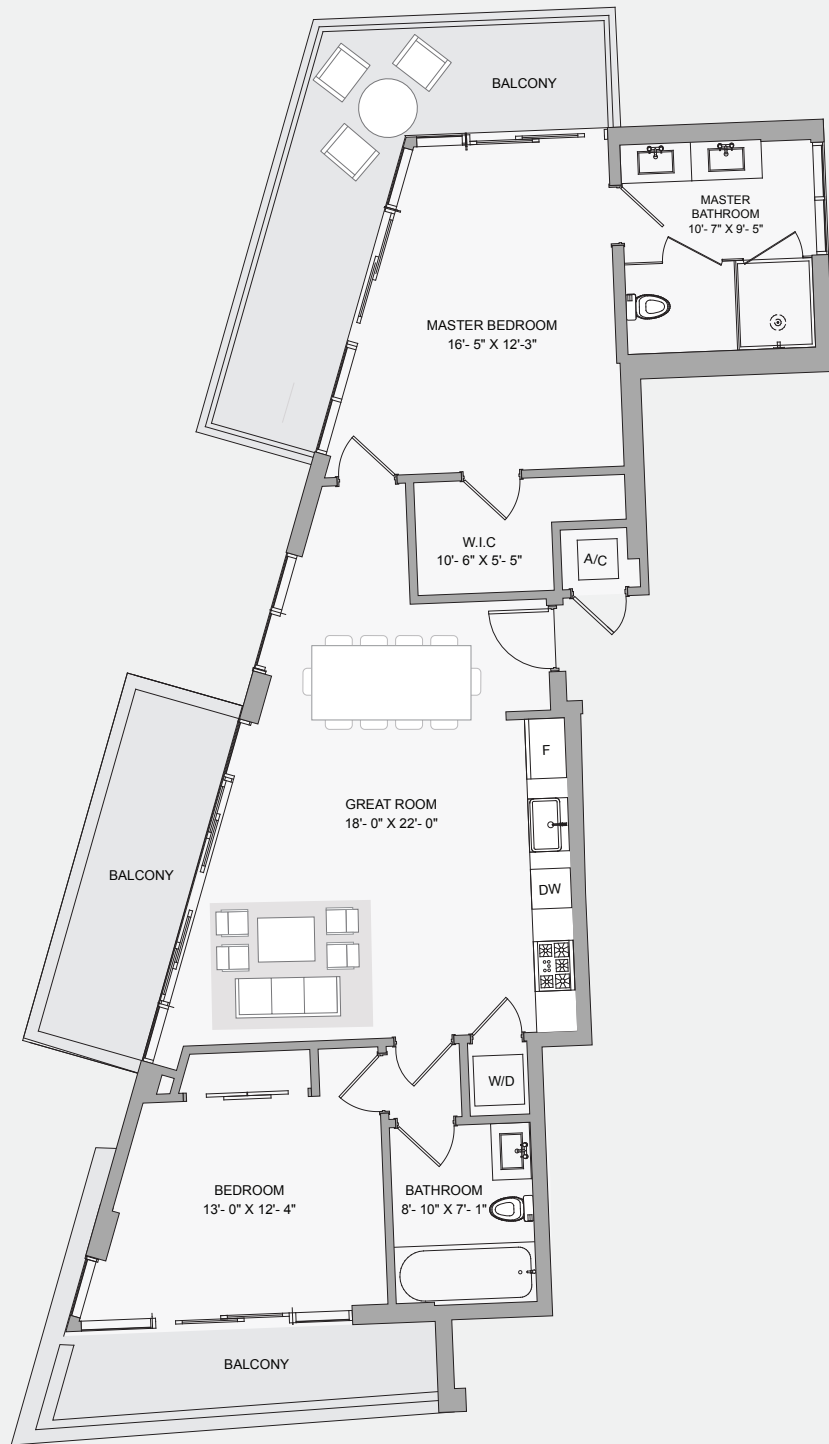 BALCONY
MASTER
BATHROOM
10'- 7" X 9'- 5"
MASTER BEDROOM
16'- 5" X 12'-3"
W.I.C
10'- 6" X 5'- 5"
A/C
F
GREAT ROOM
18'- 0" X 22'- 0"
BALCONY
DW
W/D
BEDROOM
13'- 0" X 12'- 4"
BATHROOM
8'- 10" X 7'- 1"
BALCONY